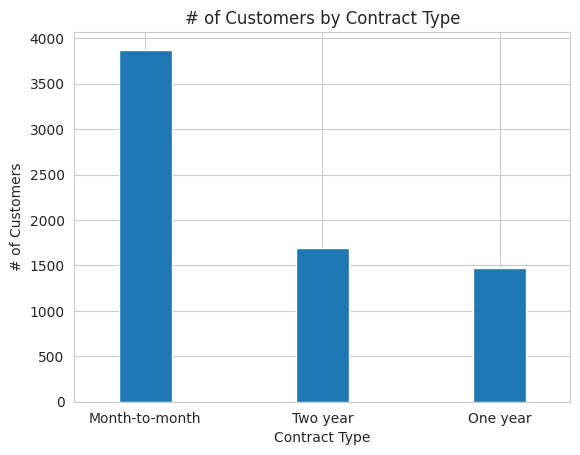 # of Customers by Contract Type
4000
3500
3000
2500
2000
1500
1000
500
0
# of Customers
Month-to-month
Two year
One year
Contract Type